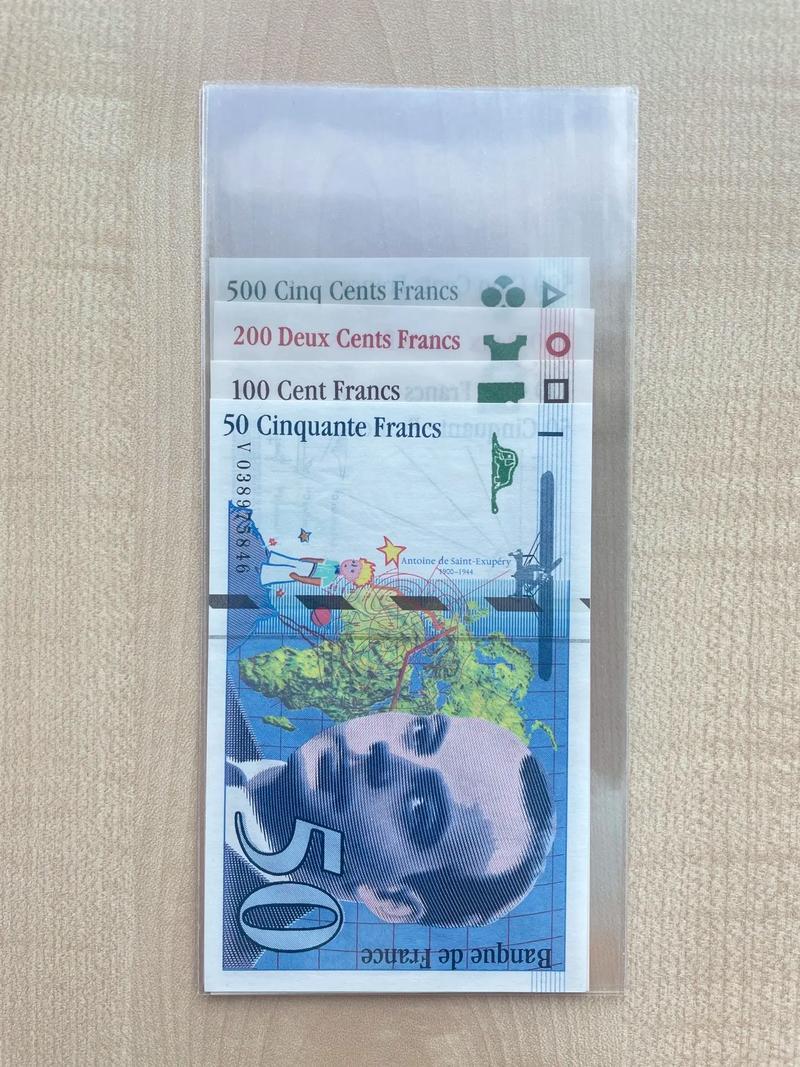 500 Cinq Cents Francs
200 Deux Cents Francs
100 Cent Francs
50 Cinquante Francs
V 038975846
Antoine de Saint-Exupéry
1900–1944
50
Banque de France